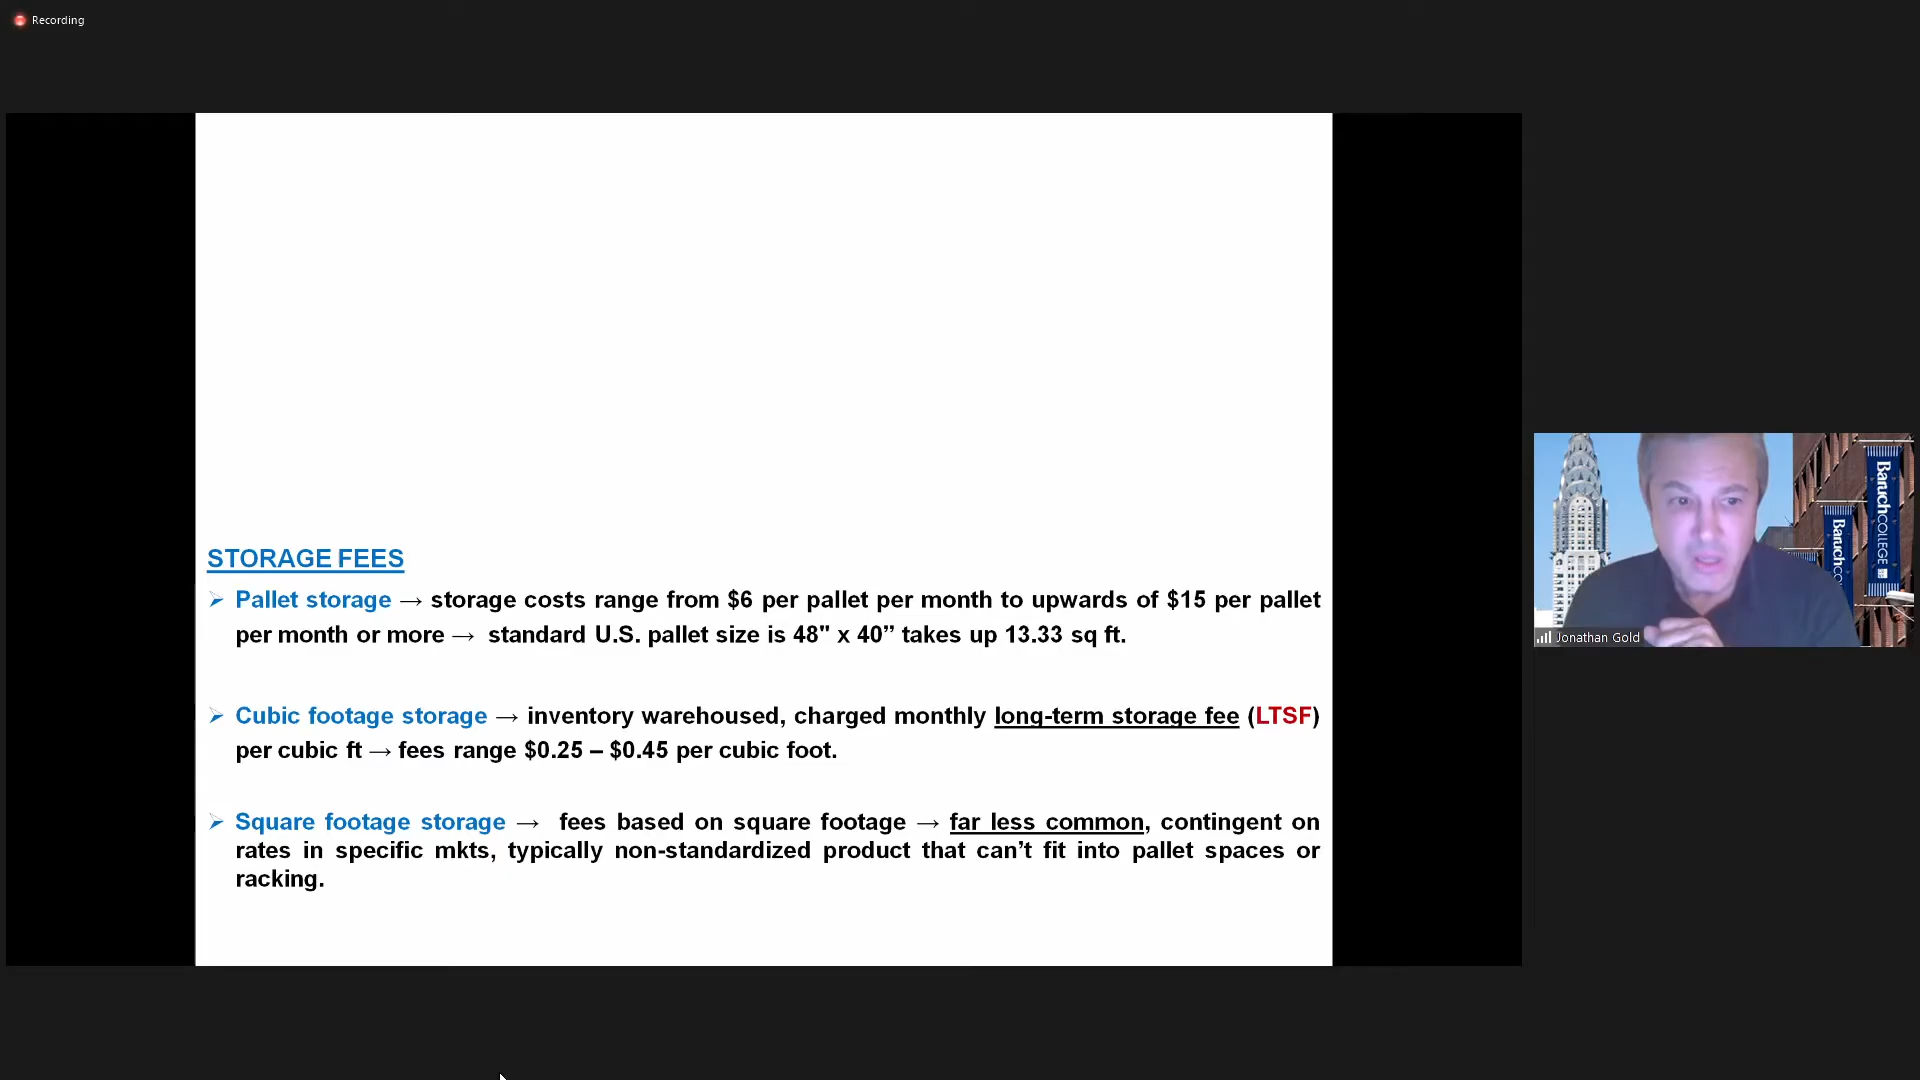 Recording
STORAGE FEES
➢ Pallet storage → storage costs range from $6 per pallet per month to upwards of $15 per pallet
per month or more → standard U.S. pallet size is 48" x 40” takes up 13.33 sq ft.
➢ Cubic footage storage → inventory warehoused, charged monthly long-term storage fee (LTSF)
per cubic ft → fees range $0.25 – $0.45 per cubic foot.
➢ Square footage storage → fees based on square footage → far less common, contingent on
rates in specific mkts, typically non-standardized product that can’t fit into pallet spaces or
racking.
Baruch COLLEGE
BaruchCO
Jonathan Gold